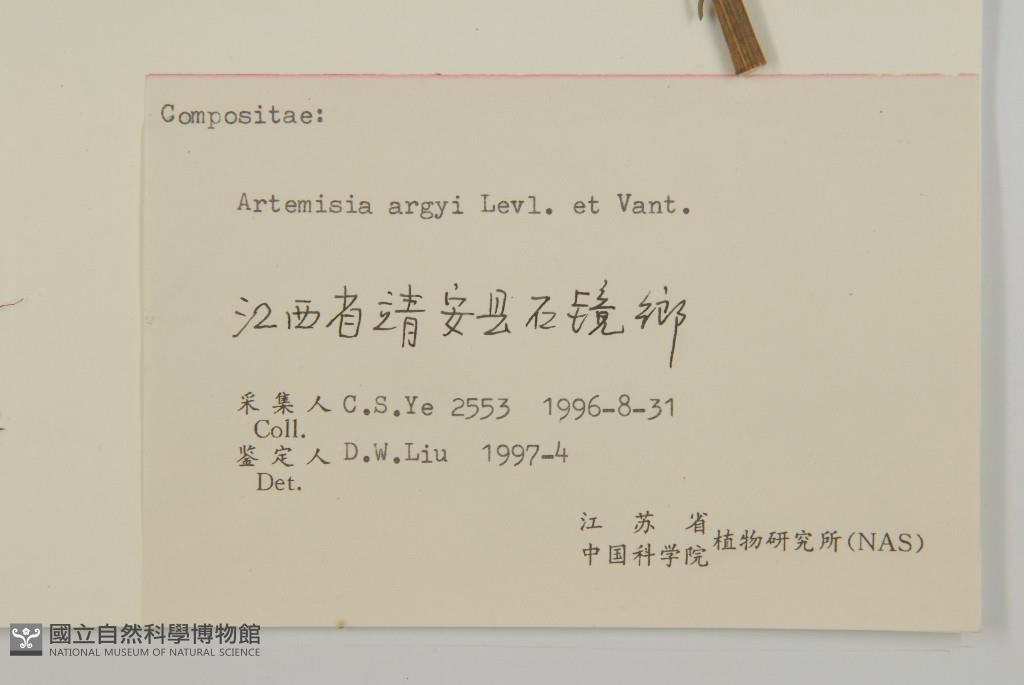 Compositae:
Artemisia argyi Levl. et Vant.
江西省靖安县石镜鄉
采集人 C.S.Ye 2553 1996-8-31
Coll.
鉴定人 D.W.Liu 1997-4
Det.
江苏省
中国科学院 植物研究所(NAS)
國立自然科學博物館
NATIONAL MUSEUM OF NATURAL SCIENCE